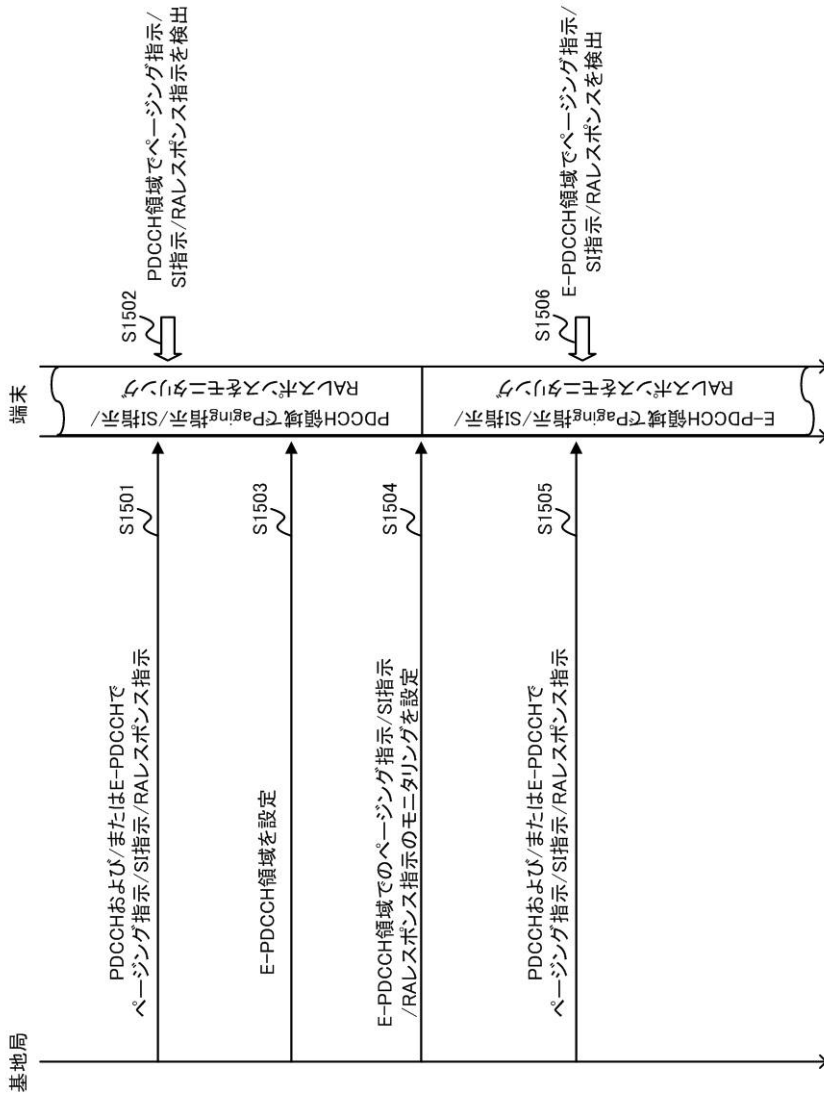 基地局
端末
PDCCHおよび/またはE-PDCCHで
ページング指示/SI指示/RAレスポンス指示
S1501
S1502
PDCCH領域でページング指示/
SI指示/RAレスポンス指示を検出
PDCCH領域でPaging指示/SI指示/
RAレスポンスをモニタリング
E-PDCCH領域を設定
S1503
E-PDCCH領域でのページング指示/SI指示
/RAレスポンス指示のモニタリングを設定
S1504
PDCCHおよび/またはE-PDCCHで
ページング指示/SI指示/RAレスポンス指示
S1505
S1506
E-PDCCH領域でページング指示/
SI指示/RAレスポンスを検出
E-PDCCH領域でPaging指示/SI指示/
RAレスポンスをモニタリング